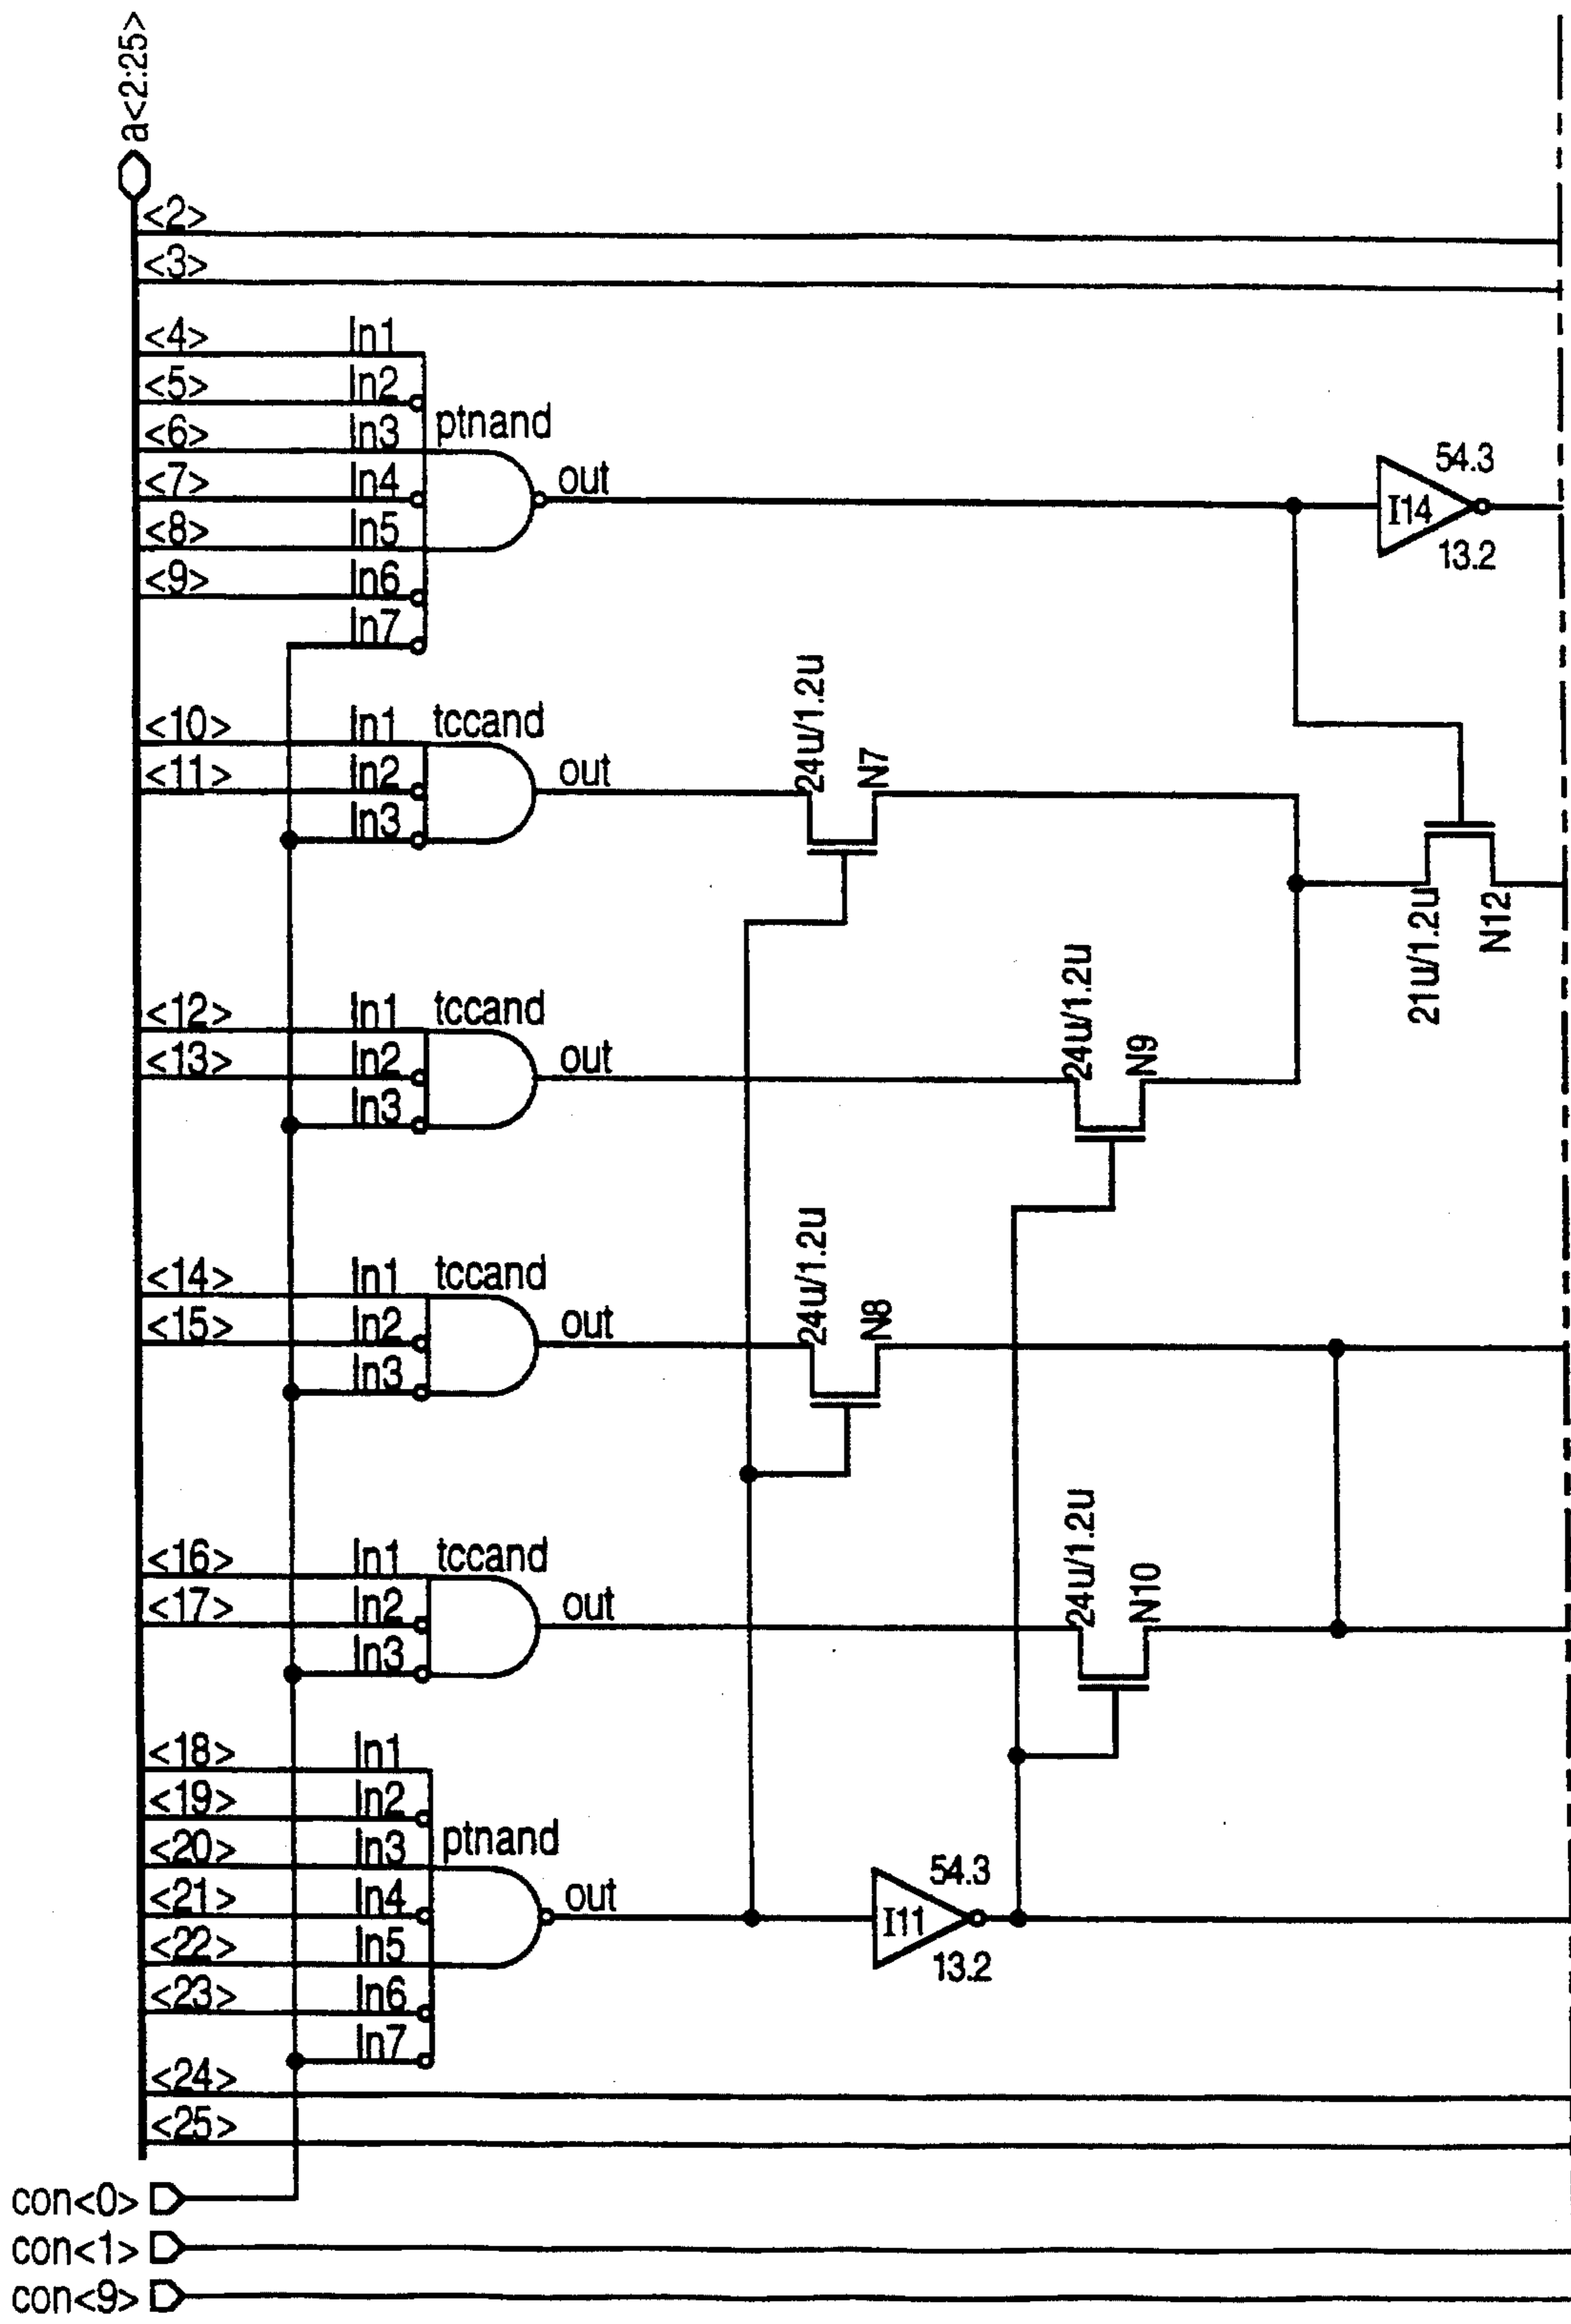 a<2:25>
<2>
<3>
<4> In1
<5> In2
ptnand
<6> In3
<7> In4 out
<8> In5
<9> In6
In7
54.3
I14
13.2
<10> In1 tccand
<11> In2 out
In3
24u/1.2u
N7
21u/1.2u
N12
<12> In1 tccand
<13> In2 out
In3
24u/1.2u
N9
<14> In1 tccand
<15> In2 out
In3
24u/1.2u
N8
<16> In1 tccand
<17> In2 out
In3
24u/1.2u
N10
<18> In1
<19> In2
ptnand
<20> In3
<21> In4 out
<22> In5
<23> In6
In7
54.3
I11
13.2
<24>
<25>
con<0>
con<1>
con<9>